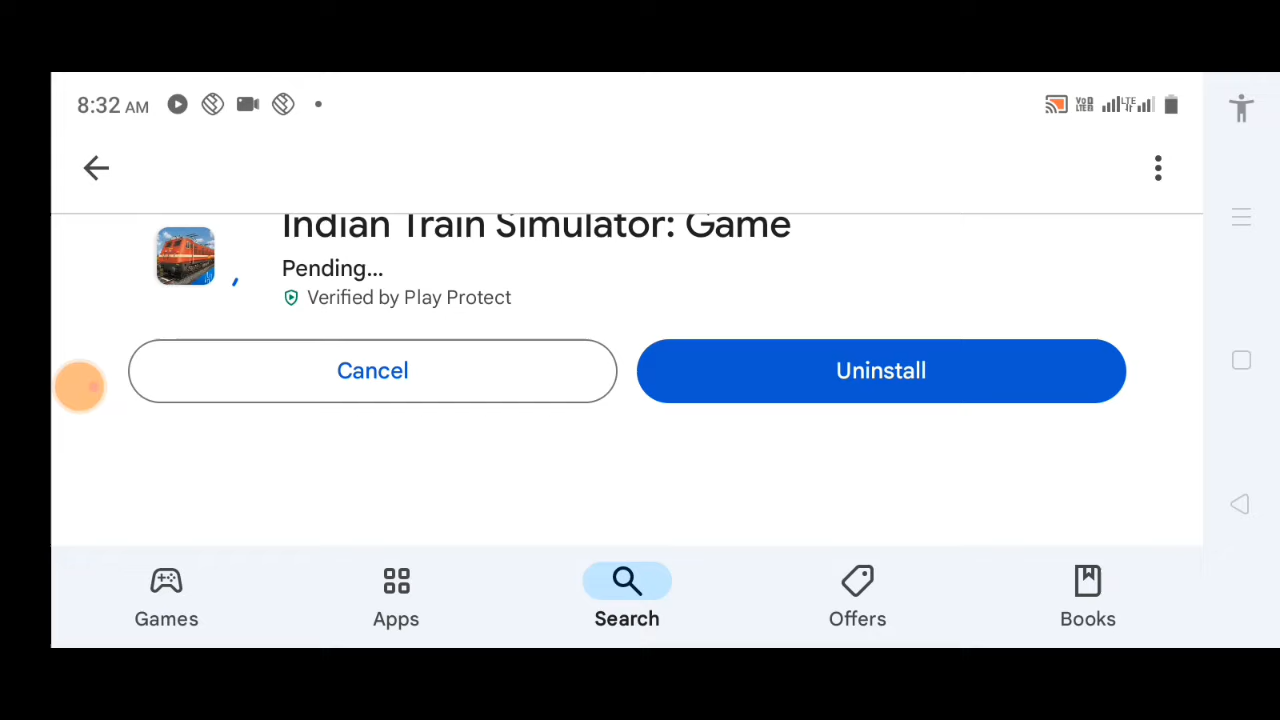 8:32 AM
Indian Train Simulator: Game
Pending...
Verified by Play Protect
Cancel
Uninstall
Games
Apps
Search
Offers
Books